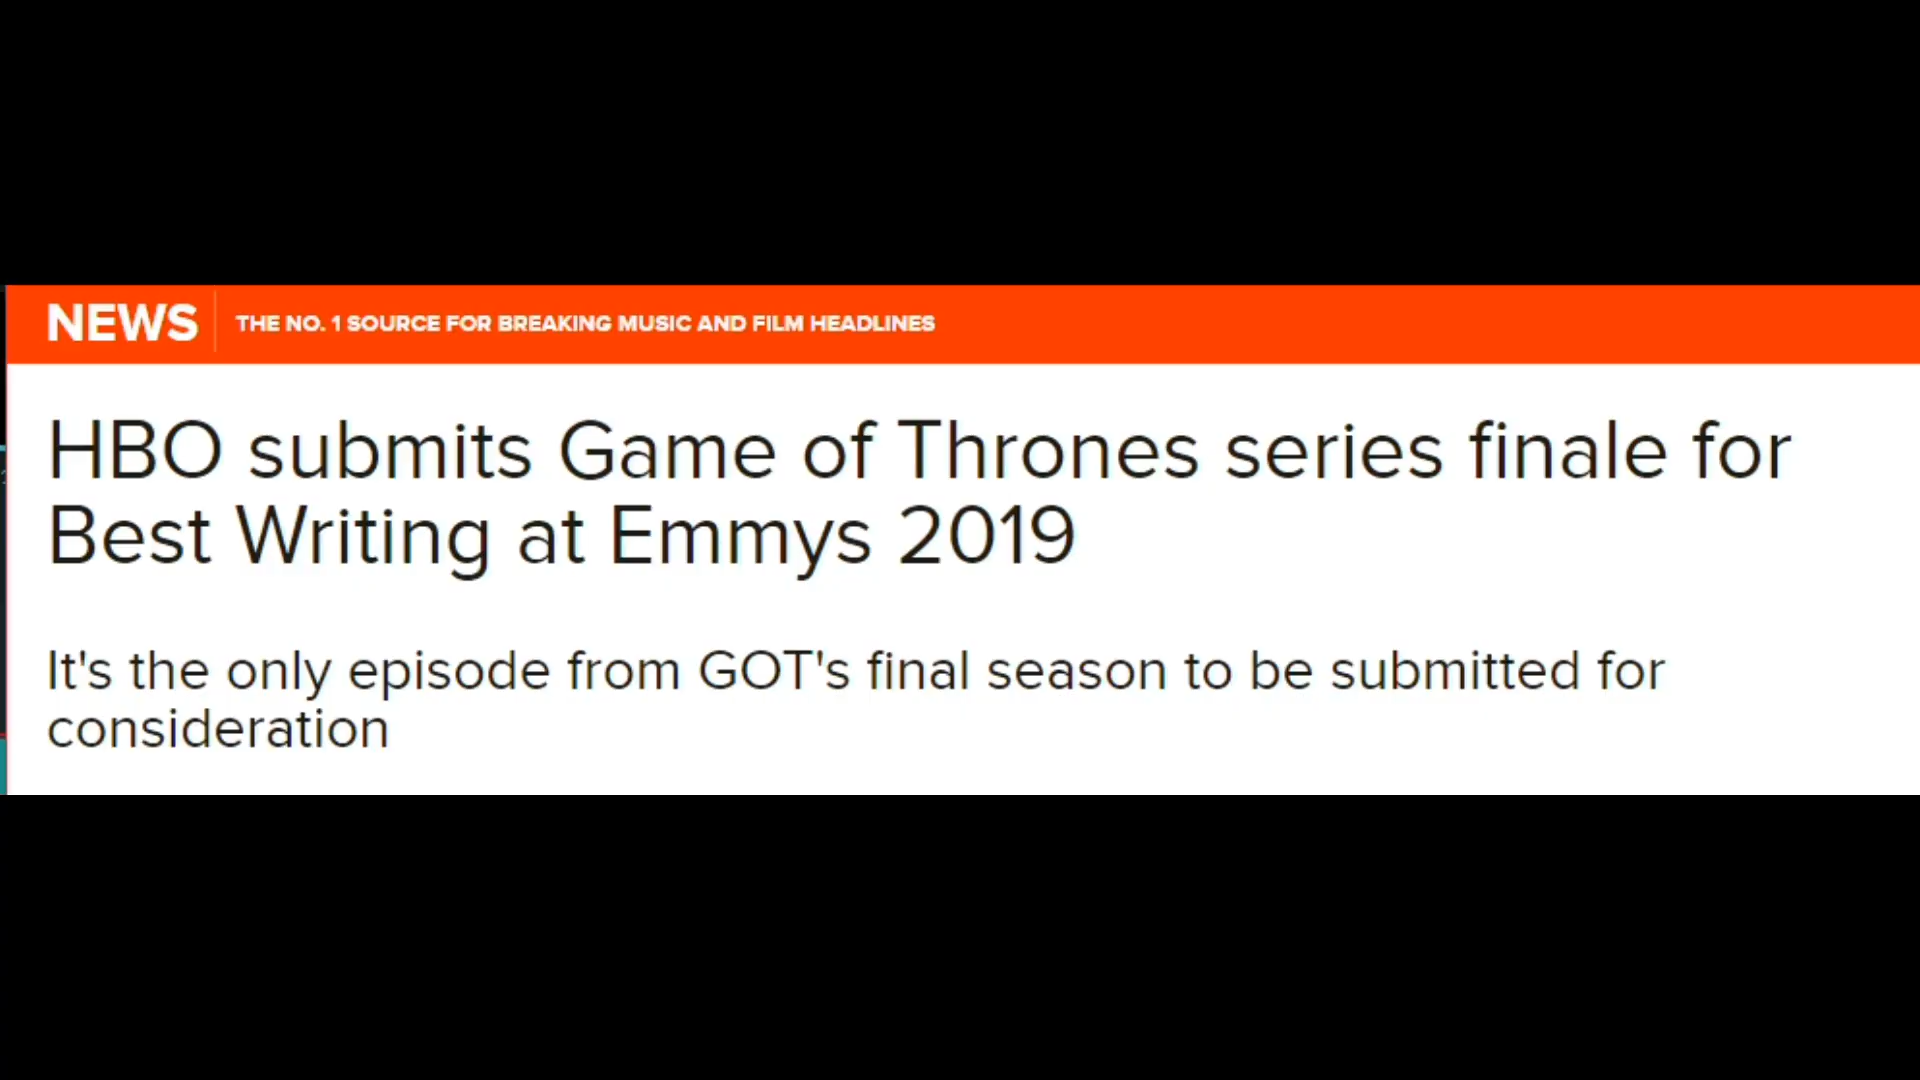 NEWS
THE NO. 1 SOURCE FOR BREAKING MUSIC AND FILM HEADLINES
HBO submits Game of Thrones series finale for
Best Writing at Emmys 2019
It's the only episode from GOT's final season to be submitted for
consideration